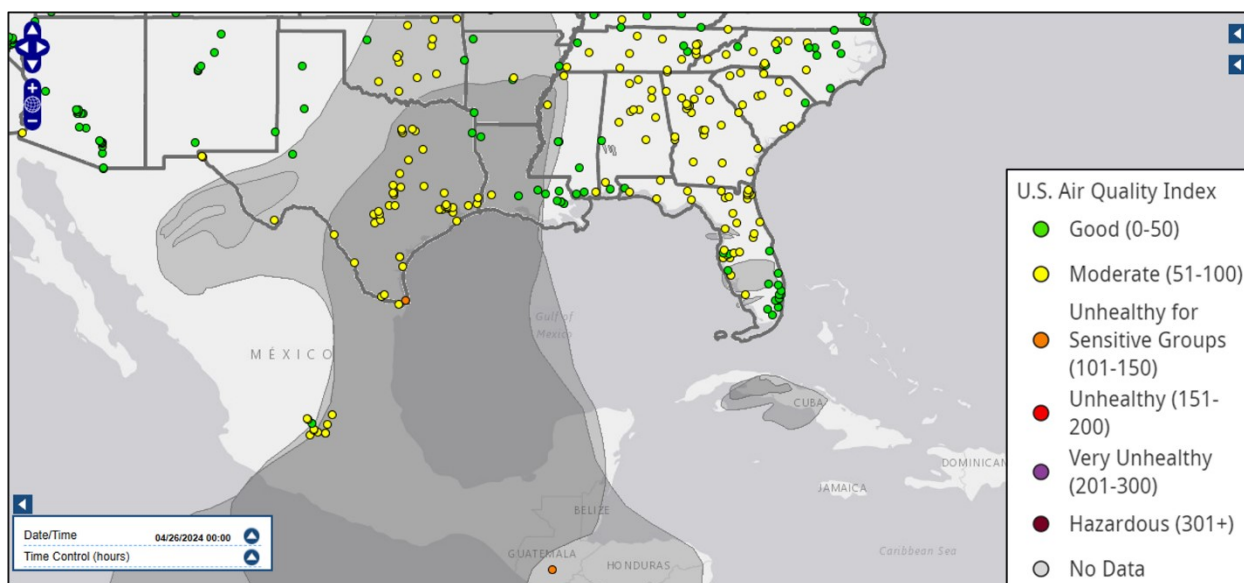 U.S. Air Quality Index
Good (0-50)
Moderate (51-100)
Unhealthy for
Sensitive Groups
(101-150)
Unhealthy (151-
200)
Very Unhealthy
(201-300)
Hazardous (301+)
No Data
Gulf of
Mexico
MÉXICO
CUBA
DOMINICAN
JAMAICA
BELIZE
GUATEMALA
HONDURAS
Caribbean Sea
Date/Time 04/26/2024 00:00
Time Control (hours)